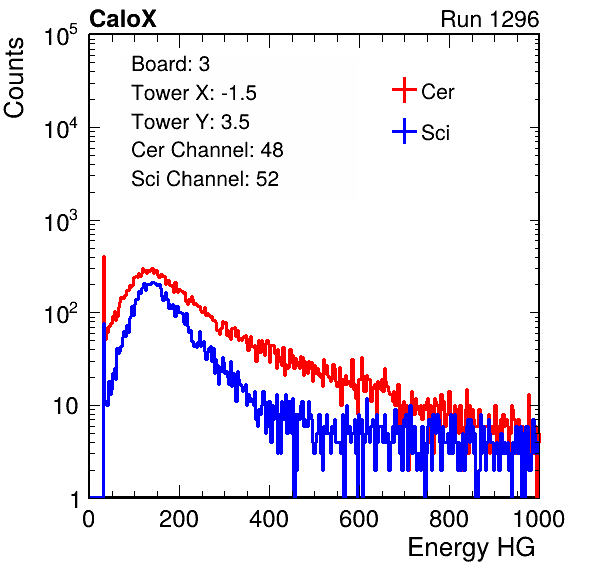 CaloX Run 1296
Counts
10^5
10^4
10^3
10^2
10
1
Board: 3
Tower X: -1.5
Tower Y: 3.5
Cer Channel: 48
Sci Channel: 52
Cer
Sci
0 200 400 600 800 1000
Energy HG